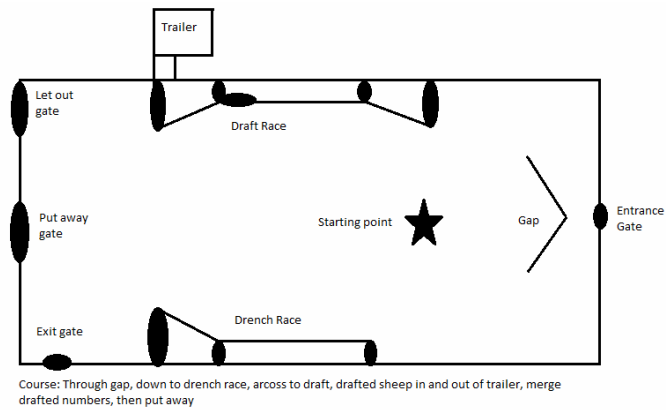 Trailer
Let out
gate
Draft Race
Put away
gate
Starting point
Gap
Entrance
Gate
Exit gate
Drench Race
Course: Through gap, down to drench race, arcoss to draft, drafted sheep in and out of trailer, merge
drafted numbers, then put away